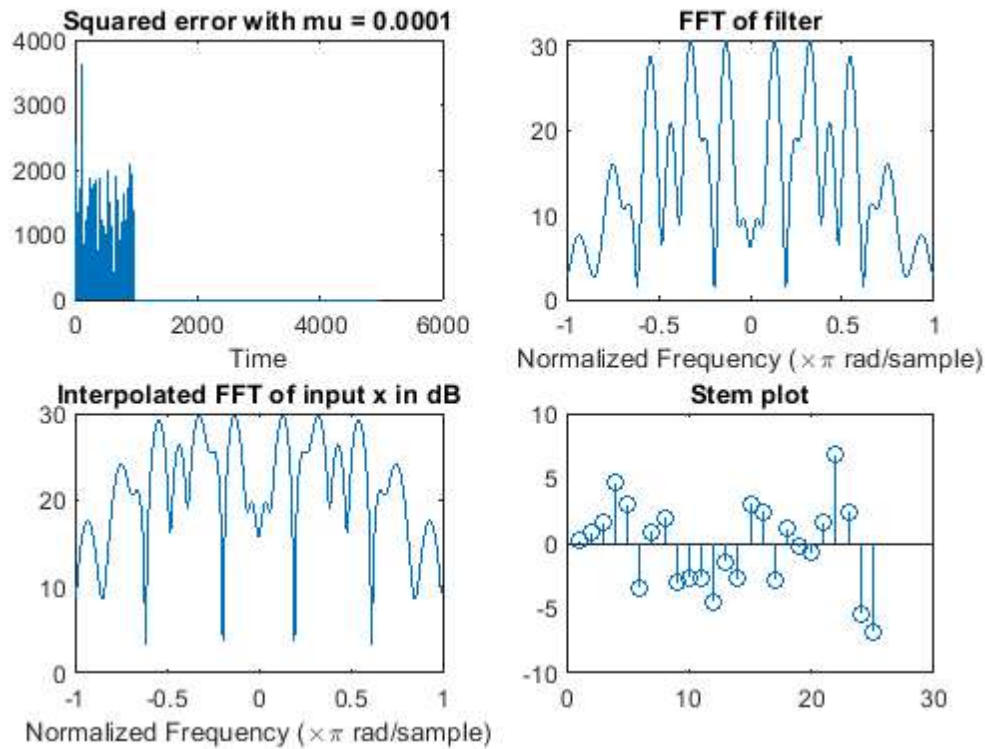 Squared error with mu = 0.0001
4000
3000
2000
1000
0
0 2000 4000 6000
Time
FFT of filter
30
20
10
0
-1 -0.5 0 0.5 1
Normalized Frequency (×π rad/sample)
Interpolated FFT of input x in dB
30
20
10
0
-1 -0.5 0 0.5 1
Normalized Frequency (×π rad/sample)
Stem plot
10
5
0
-5
-10
0 10 20 30